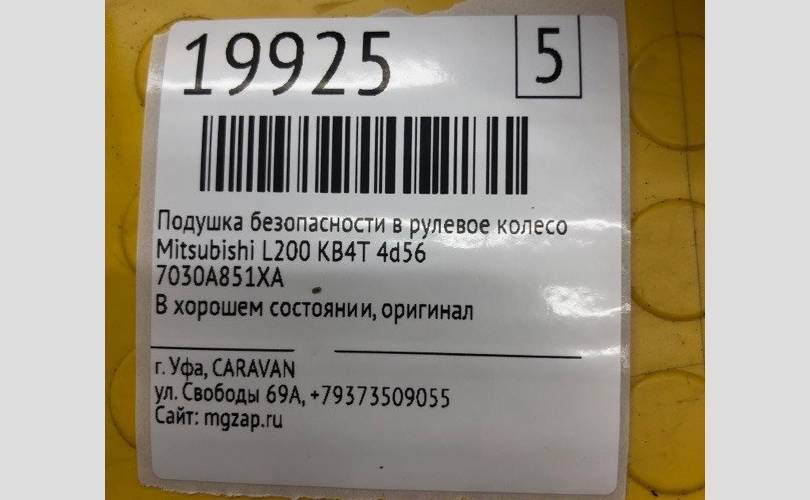 19925
5
Подушка безопасности в рулевое колесо
Mitsubishi L200 KB4T 4d56
7030A851XA
В хорошем состоянии, оригинал
г. Уфа, CARAVAN
ул. Свободы 69А, +79373509055
Сайт: mgzap.ru